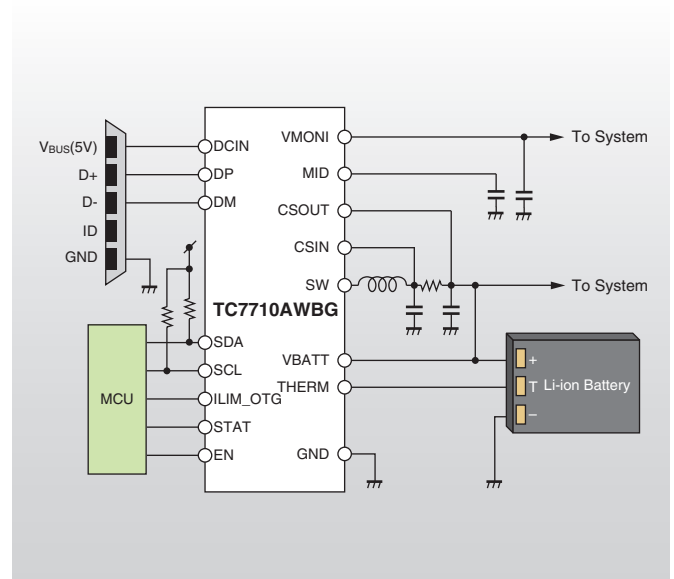 VBUS(5V)
D+
D-
ID
GND
DCIN
DP
DM
TC7710AWBG
SDA
SCL
ILIM_OTG
STAT
EN
MCU
VMONI
MID
CSOUT
CSIN
SW
VBATT
THERM
GND
To System
To System
+
T Li-ion Battery
−